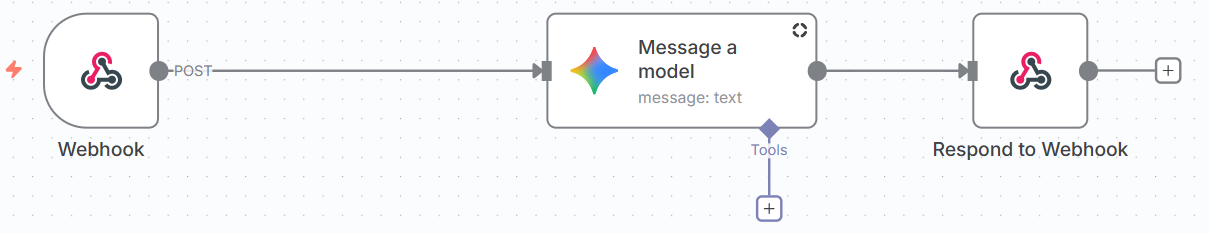 POST
Message a
model
message: text
Webhook
Tools
Respond to Webhook